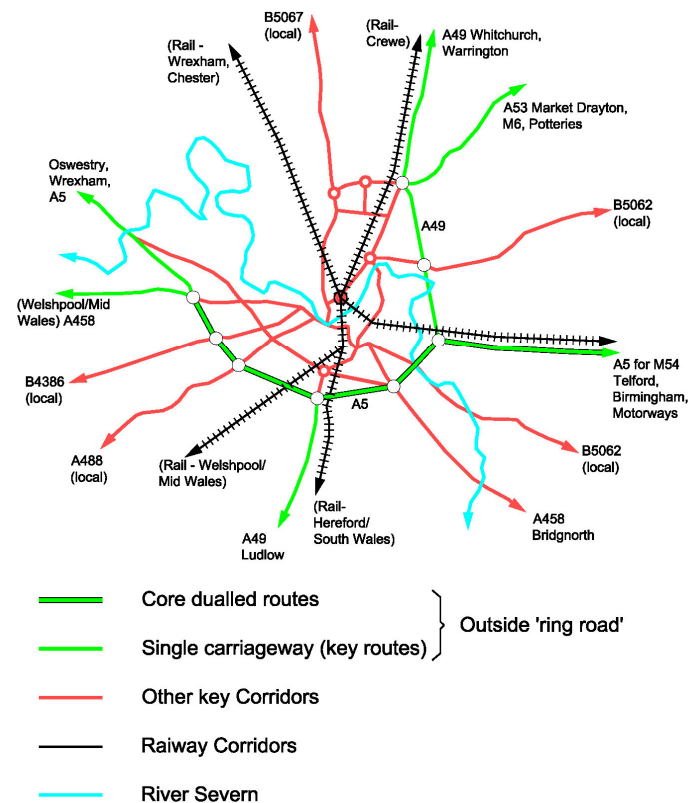 B5067
(local)
(Rail-
Crewe)
A49 Whitchurch,
Warrington
(Rail -
Wrexham,
Chester)
A53 Market Drayton,
M6, Potteries
Oswestry,
Wrexham,
A5
B5062
(local)
A49
(Welshpool/Mid
Wales) A458
A5 for M54
Telford,
Birmingham,
Motorways
B4386
(local)
A5
A488
(local)
(Rail - Welshpool/
Mid Wales)
B5062
(local)
(Rail-
Hereford/
South Wales)
A458
Bridgnorth
A49
Ludlow
Core dualled routes
Outside 'ring road'
Single carriageway (key routes)
Other key Corridors
Raiway Corridors
River Severn